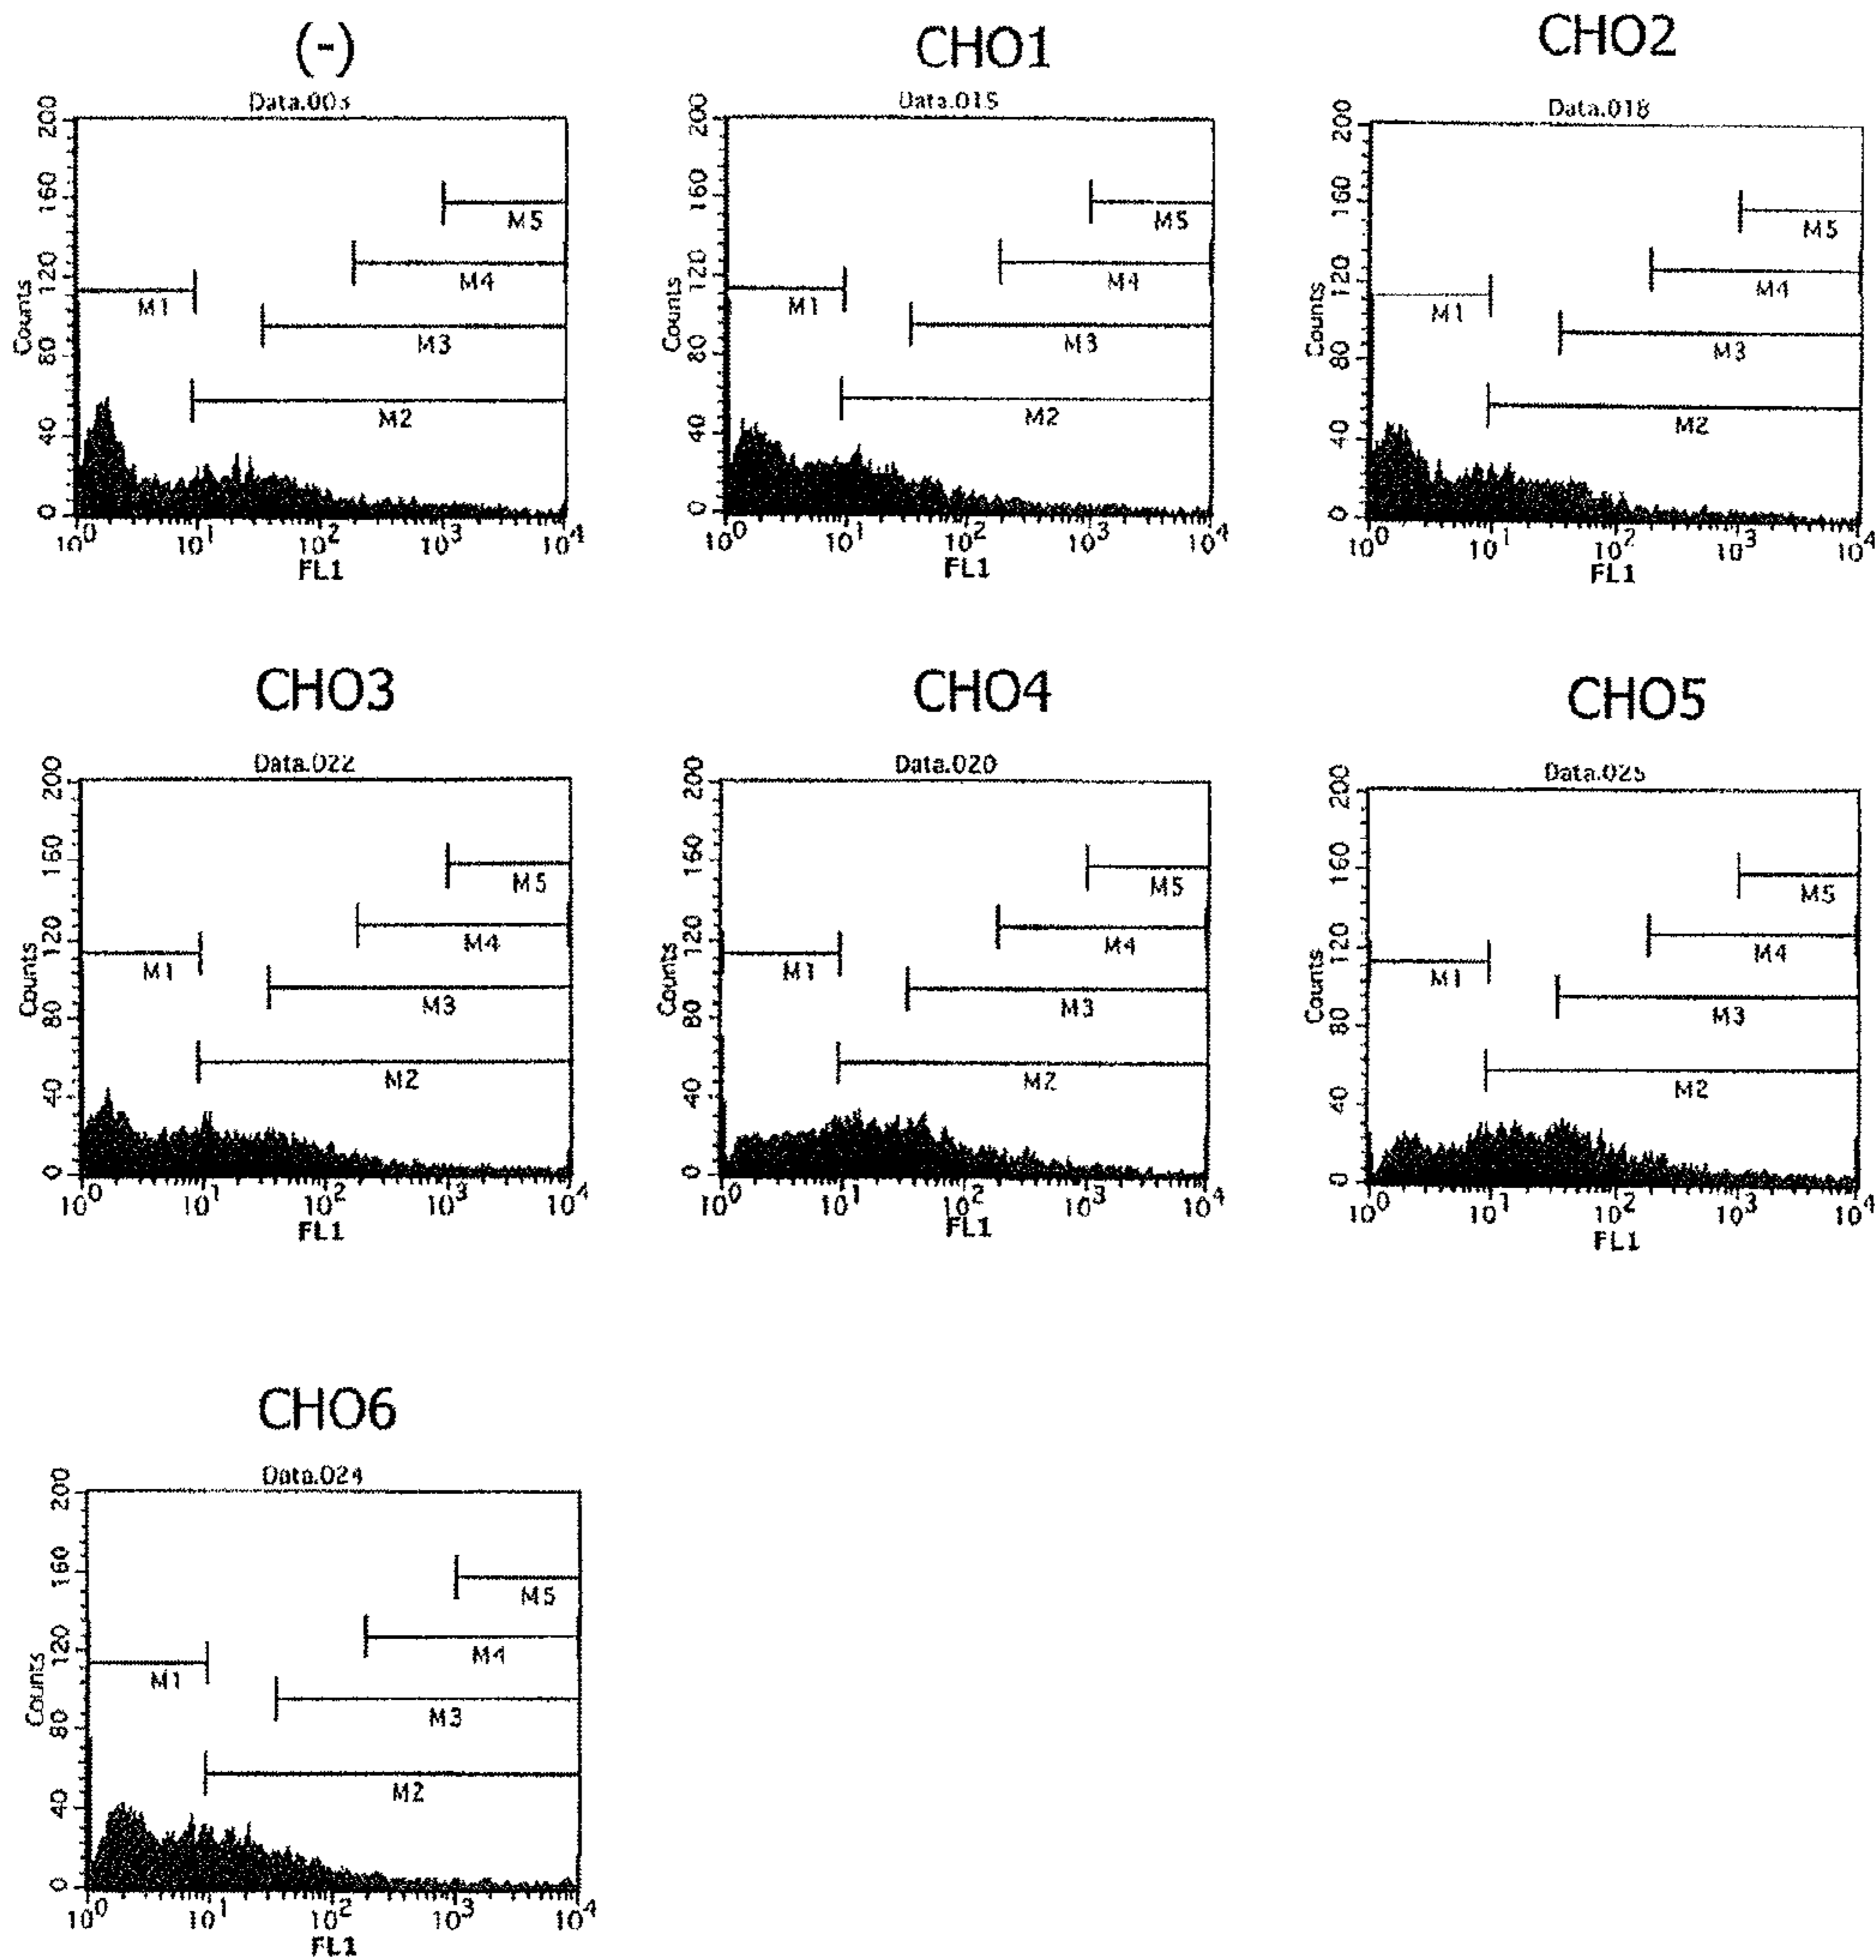 (-)
CHO1
CHO2
Data.003
Data.015
Data.018
Counts
200
160
120
80
40
0
M1
M2
M3
M4
M5
10^0 10^1 10^2 10^3 10^4
FL1
Counts
200
160
120
80
40
0
M1
M2
M3
M4
M5
10^0 10^1 10^2 10^3 10^4
FL1
Counts
200
160
120
80
40
0
M1
M2
M3
M4
M5
10^0 10^1 10^2 10^3 10^4
FL1
CHO3
CHO4
CHO5
Data.022
Data.020
Data.025
Counts
200
160
120
80
40
0
M1
M2
M3
M4
M5
10^0 10^1 10^2 10^3 10^4
FL1
Counts
200
160
120
80
40
0
M1
M2
M3
M4
M5
10^0 10^1 10^2 10^3 10^4
FL1
Counts
200
160
120
80
40
0
M1
M2
M3
M4
M5
10^0 10^1 10^2 10^3 10^4
FL1
CHO6
Data.024
Counts
200
160
120
80
40
0
M1
M2
M3
M4
M5
10^0 10^1 10^2 10^3 10^4
FL1